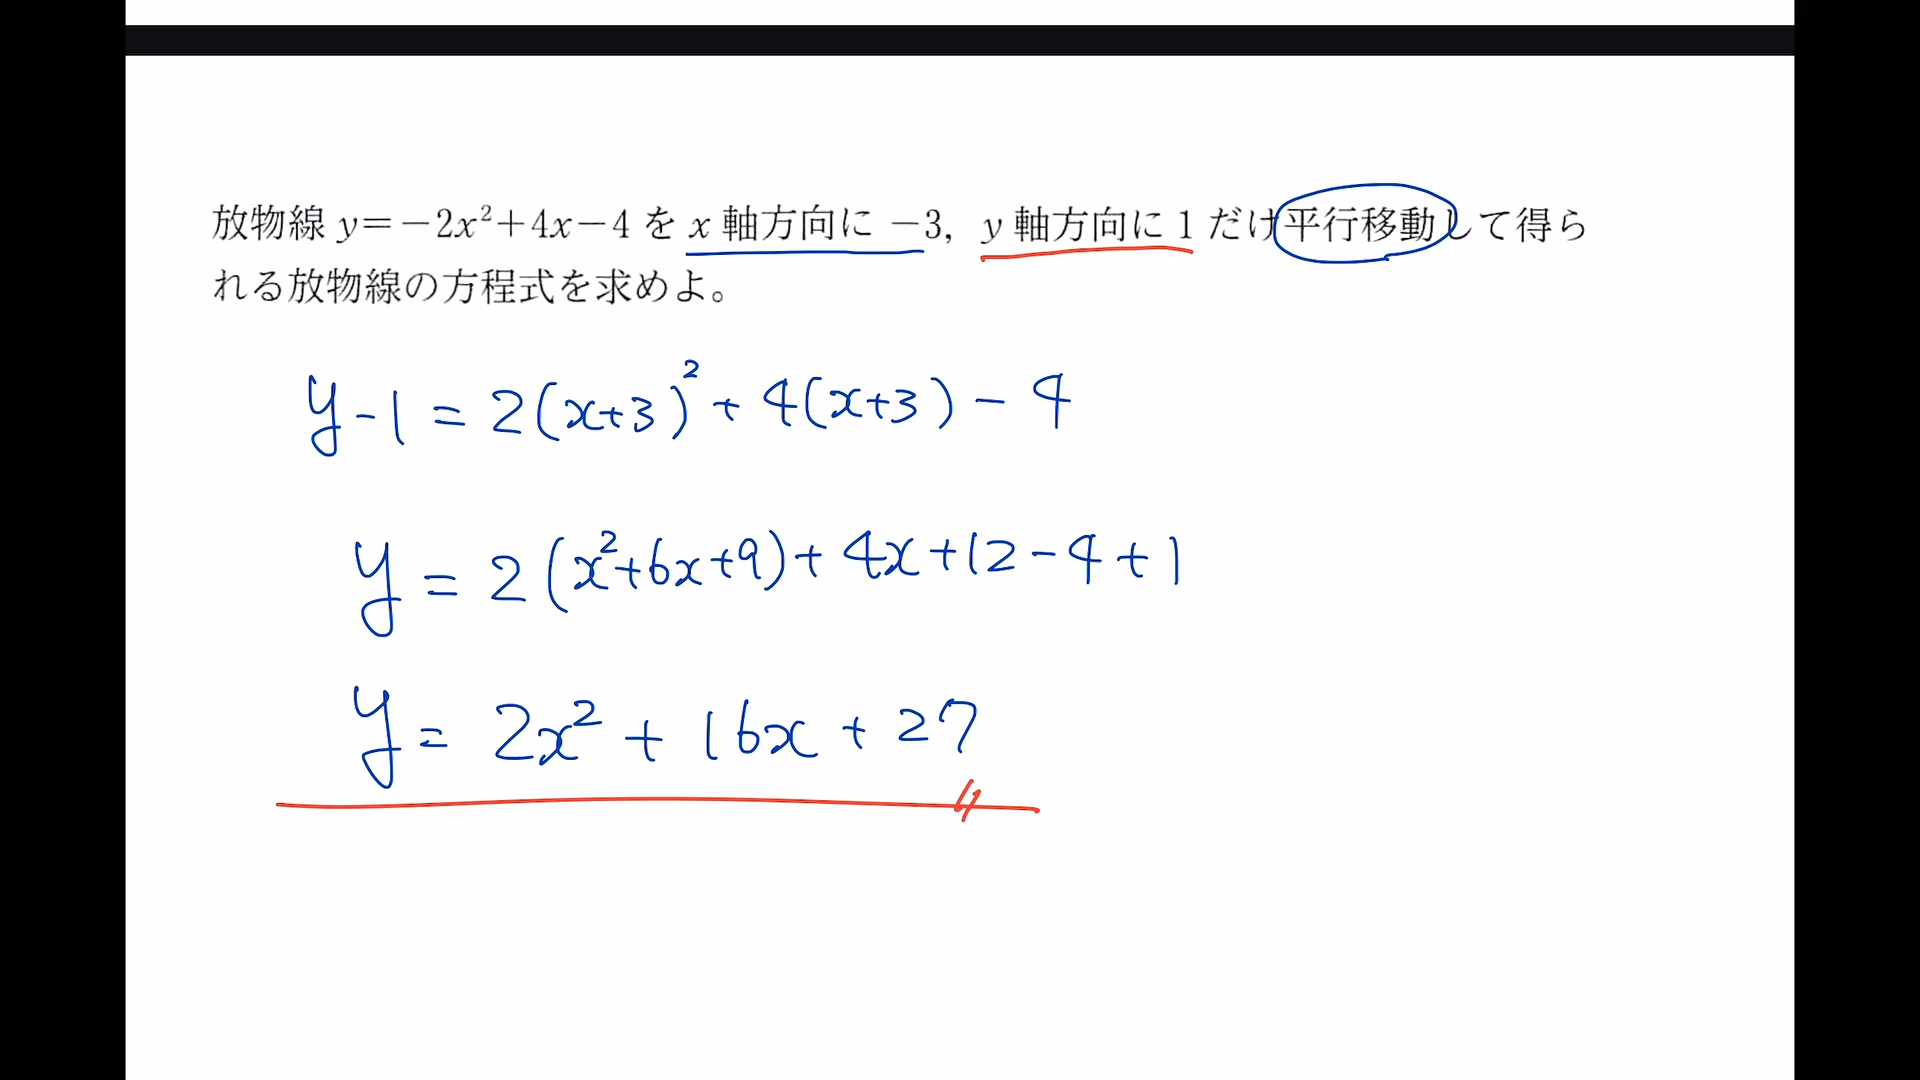 放物線 y=−2x²+4x−4 を x 軸方向に −3, y 軸方向に 1 だけ平行移動して得ら
れる放物線の方程式を求めよ。
y-1 = 2(x+3)² + 4(x+3) - 4
y = 2(x²+6x+9) + 4x + 12 - 4 + 1
y = 2x² + 16x + 27